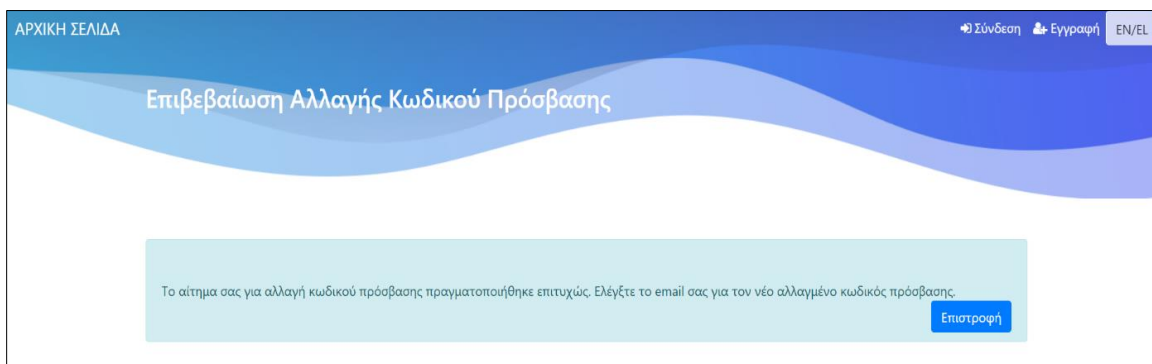 ΑΡΧΙΚΗ ΣΕΛΙΔΑ
Σύνδεση Εγγραφή EN/EL
Επιβεβαίωση Αλλαγής Κωδικού Πρόσβασης
Το αίτημα σας για αλλαγή κωδικού πρόσβασης πραγματοποιήθηκε επιτυχώς. Ελέγξτε το email σας για τον νέο αλλαγμένο κωδικός πρόσβασης.
Επιστροφή